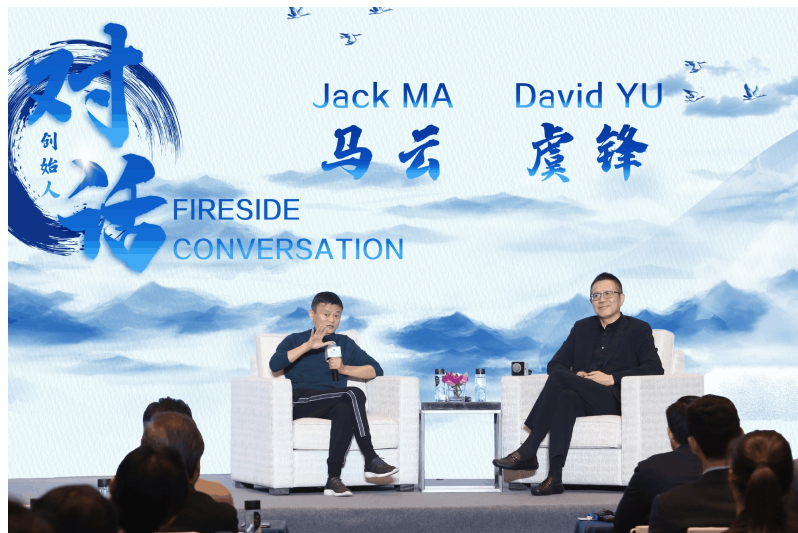 对话
创始人
Jack MA
David YU
马云
虞锋
FIRESIDE
CONVERSATION